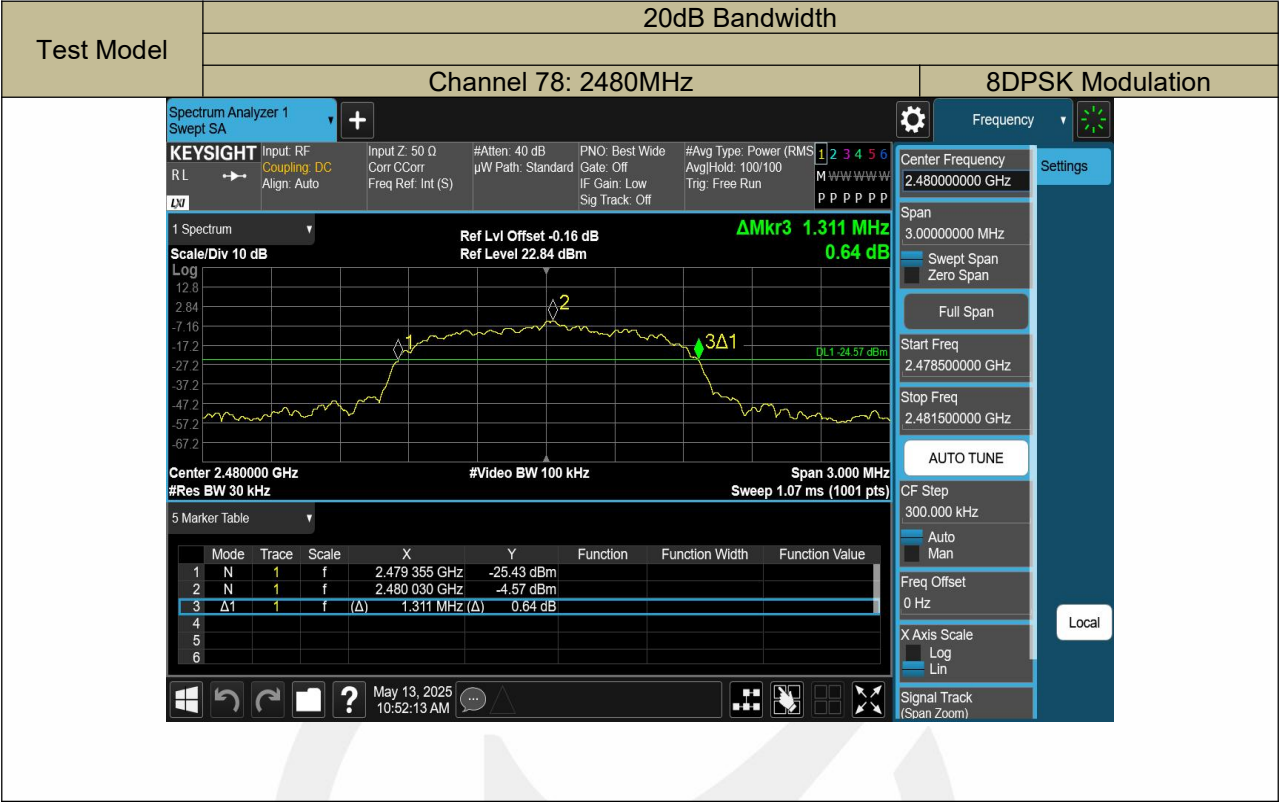 20dB Bandwidth
Test Model
Channel 78: 2480MHz
8DPSK Modulation
Spectrum Analyzer 1
Swept SA
+
Frequency
KEYSIGHT
R L
LXI
Input: RF
Coupling: DC
Align: Auto
Input Z: 50 Ω
Corr CCorr
Freq Ref: Int (S)
#Atten: 40 dB
µW Path: Standard
PNO: Best Wide
Gate: Off
IF Gain: Low
Sig Track: Off
#Avg Type: Power (RMS
Avg|Hold: 100/100
Trig: Free Run
1 2 3 4 5 6
M W W W W W
P P P P P P
Center Frequency
2.480000000 GHz
Settings
Span
3.00000000 MHz
Swept Span
Zero Span
Full Span
Start Freq
2.478500000 GHz
Stop Freq
2.481500000 GHz
AUTO TUNE
CF Step
300.000 kHz
Auto
Man
Freq Offset
0 Hz
X Axis Scale
Log
Lin
Signal Track
(Span Zoom)
Local
1 Spectrum
Scale/Div 10 dB
Ref Lvl Offset -0.16 dB
Ref Level 22.84 dBm
ΔMkr3 1.311 MHz
0.64 dB
Log
12.8
2.84
-7.16
-17.2
-27.2
-37.2
-47.2
-57.2
-67.2
1
2
3Δ1
DL1 -24.57 dBm
Center 2.480000 GHz
#Video BW 100 kHz
Span 3.000 MHz
#Res BW 30 kHz
Sweep 1.07 ms (1001 pts)
5 Marker Table
Mode Trace Scale X Y Function Function Width Function Value
1 N 1 f 2.479 355 GHz -25.43 dBm
2 N 1 f 2.480 030 GHz -4.57 dBm
3 Δ1 1 f (Δ) 1.311 MHz (Δ) 0.64 dB
4
5
6
?
May 13, 2025
10:52:13 AM